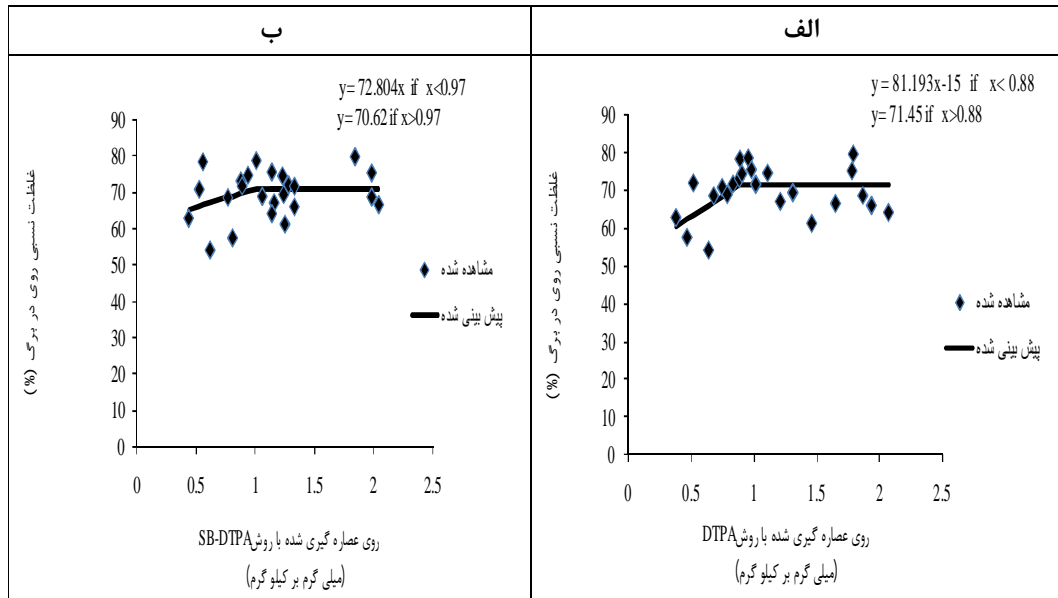 الف
y = 81.193x-15 if x< 0.88
y = 71.45 if x>0.88
90
80
70
60
50
40
30
20
10
0
0 0.5 1 1.5 2 2.5
غلظت نسبی روی در برگ (%)
مشاهده شده
پیش بینی شده
روی عصاره گیری شده با روش DTPA
(میلی گرم بر کیلو گرم)
ب
y= 72.804x if x<0.97
y= 70.62 if x>0.97
90
80
70
60
50
40
30
20
10
0
0 0.5 1 1.5 2 2.5
غلظت نسبی روی در برگ (%)
مشاهده شده
پیش بینی شده
روی عصاره گیری شده با روش SB-DTPA
(میلی گرم بر کیلو گرم)